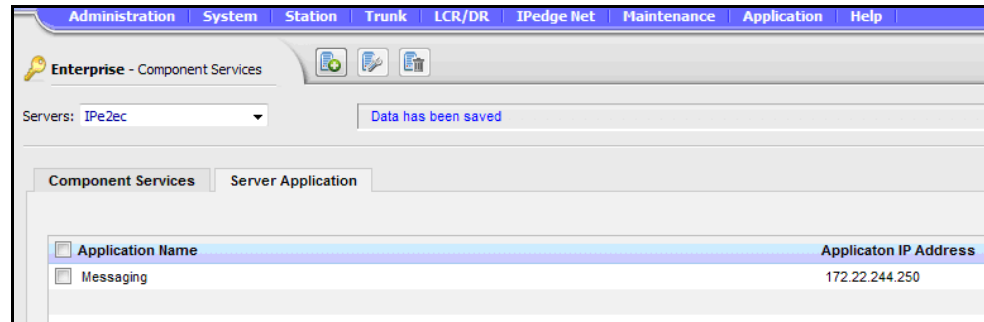 Administration System Station Trunk LCR/DR IPedge Net Maintenance Application Help
Enterprise - Component Services
Servers: IPe2ec Data has been saved
Component Services Server Application
Application Name Applicaton IP Address
Messaging 172.22.244.250